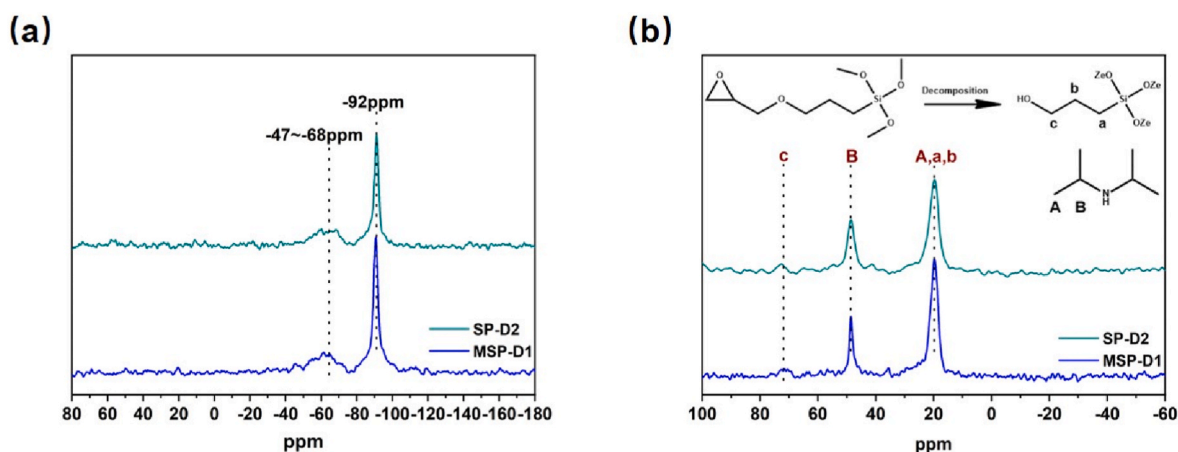 (a)
-92ppm
-47~-68ppm
SP-D2
MSP-D1
80 60 40 20 0 -20 -40 -60 -80 -100 -120 -140 -160 -180
ppm
(b)
O
O
O
Si
O
O
Decomposition
HO
c
b
a
Si
ZeO
OZe
OZe
c
B
A,a,b
A
B
N
H
SP-D2
MSP-D1
100 80 60 40 20 0 -20 -40 -60
ppm